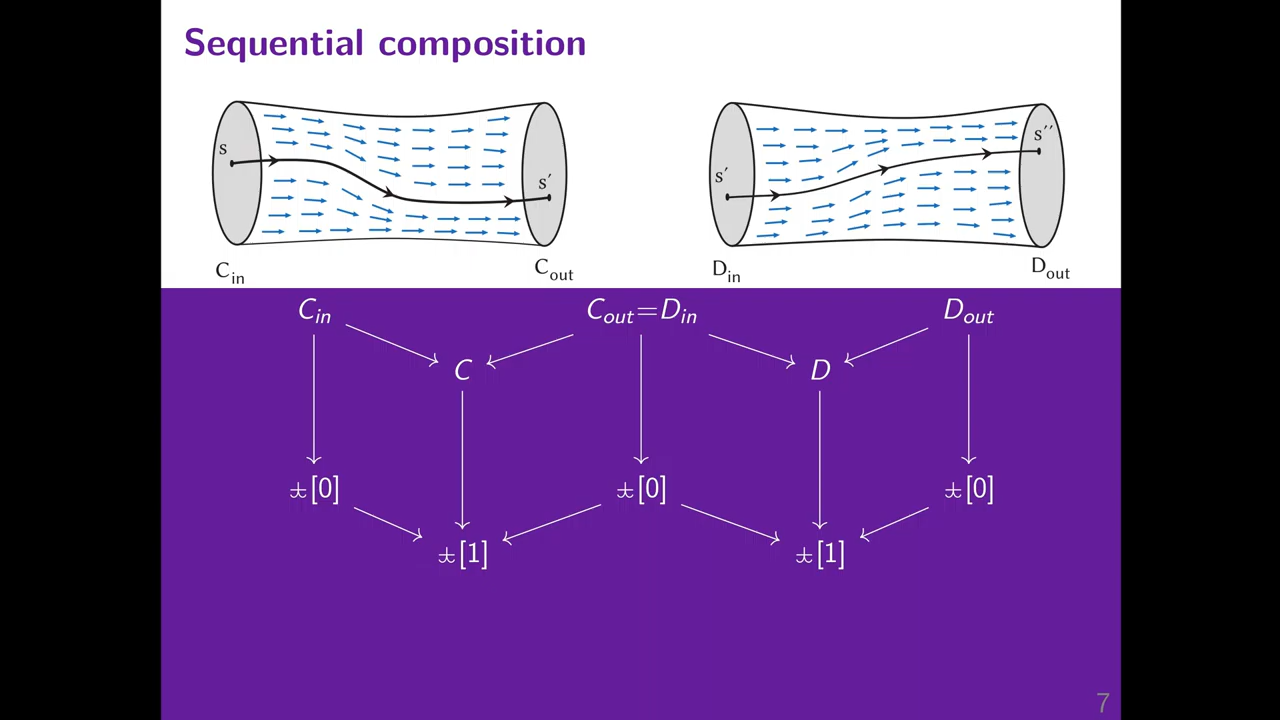 Sequential composition
s s′ s′ s′′
C_in C_out D_in D_out
C_in C_out=D_in D_out
C D
[0] [0] [0]
[1] [1]
7